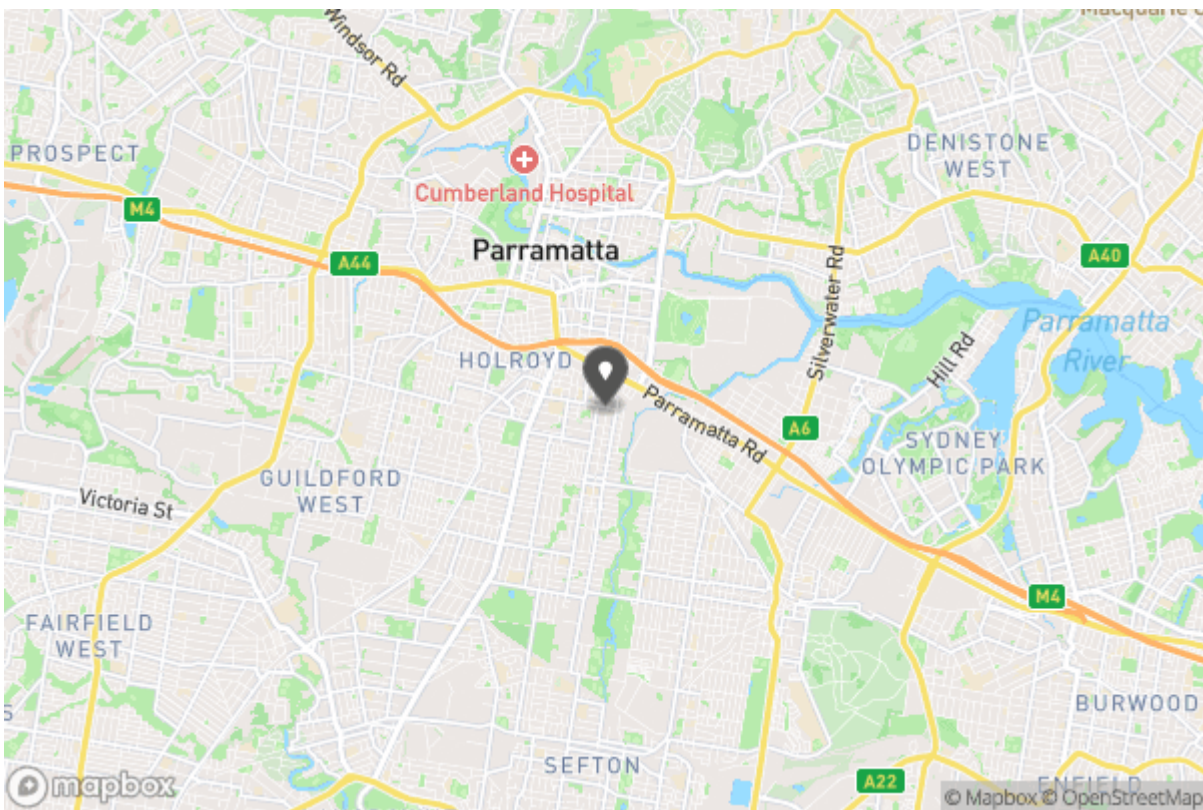 Macquarie
Windsor Rd
PROSPECT
DENISTONE
WEST
Cumberland Hospital
M4
Parramatta
A44
A40
Silverwater Rd
Parramatta
River
Hill Rd
HOLROYD
Parramatta Rd
A6
SYDNEY
OLYMPIC PARK
GUILDFORD
WEST
Victoria St
M4
FAIRFIELD
WEST
BURWOOD
S
SEFTON
A22
ENFIELD
mapbox
© Mapbox © OpenStreetMap